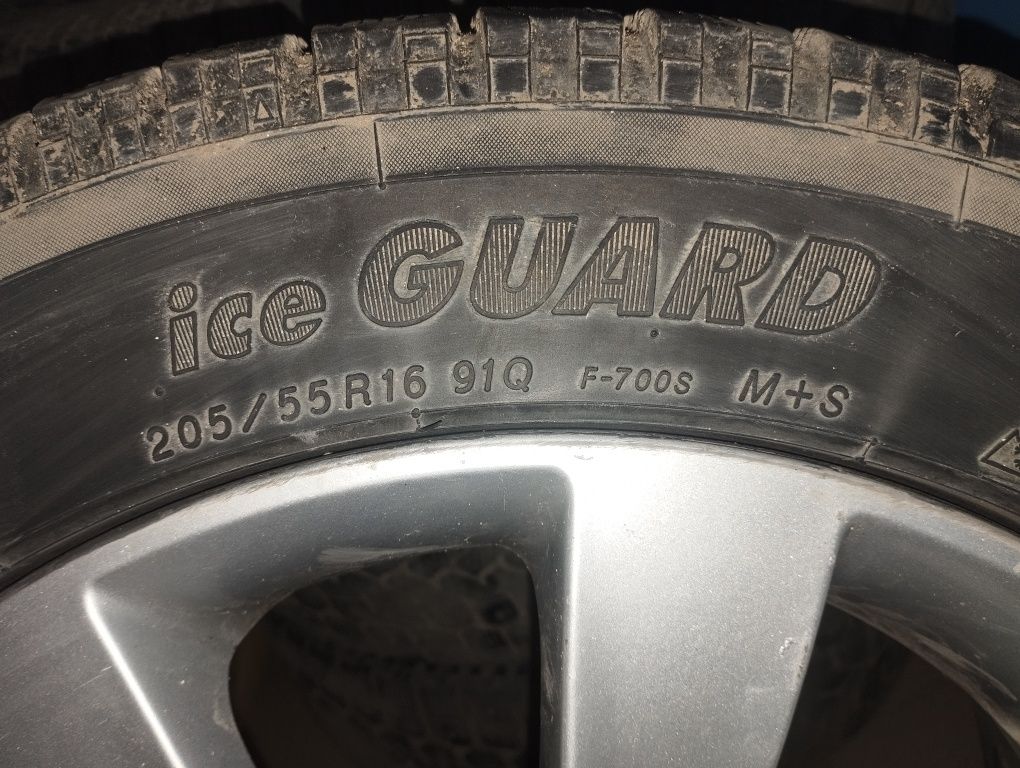 ice GUARD
205/55R16 91Q F-700S M+S